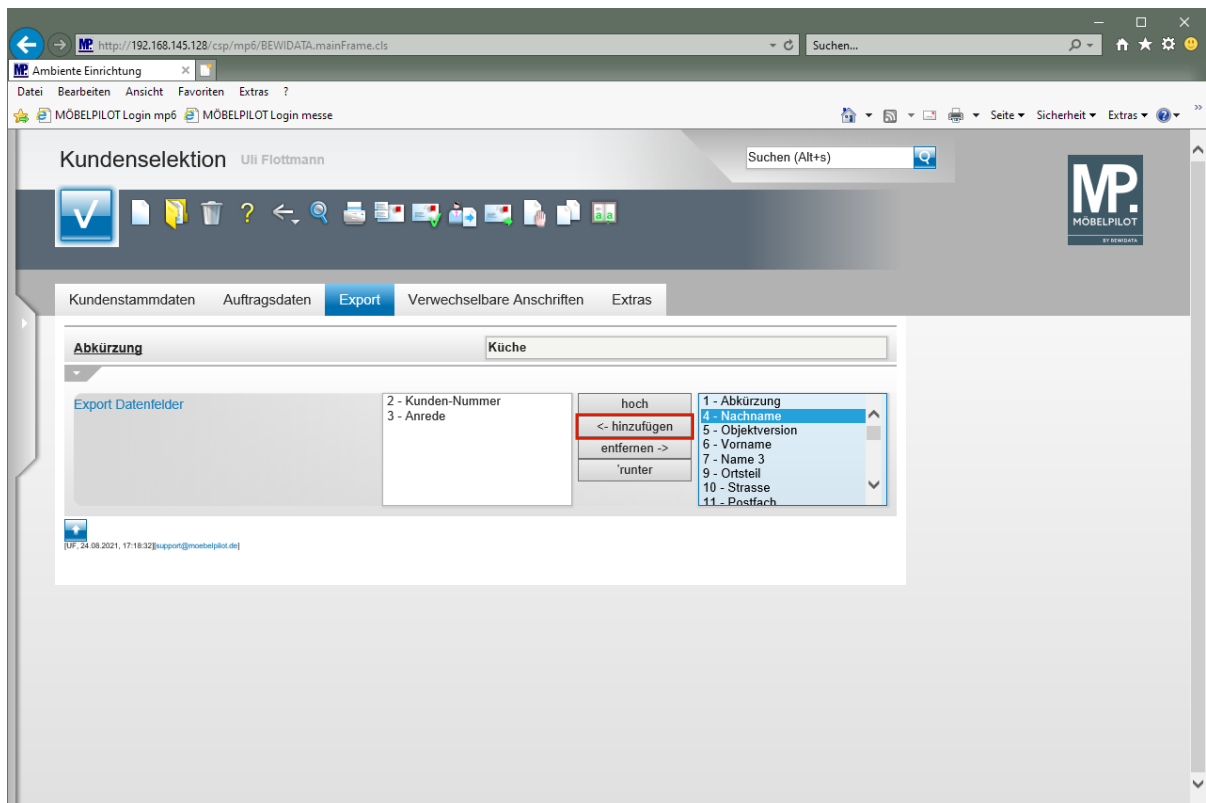 http://192.168.145.128/csp/mp6/BEWIDATA.mainFrame.cls
Suchen...
MP. Ambiente Einrichtung
Datei Bearbeiten Ansicht Favoriten Extras ?
MÖBELPILOT Login mp6 MÖBELPILOT Login messe
Seite Sicherheit Extras
Kundenselektion Uli Flottmann
Suchen (Alt+s)
MP.
MÖBELPILOT
BY BEWIDATA
Kundenstammdaten Auftragsdaten Export Verwechselbare Anschriften Extras
Abkürzung Küche
Export Datenfelder
2 - Kunden-Nummer
3 - Anrede
hoch
<- hinzufügen
entfernen ->
'runter
1 - Abkürzung
4 - Nachname
5 - Objektversion
6 - Vorname
7 - Name 3
9 - Ortsteil
10 - Strasse
11 - Postfach
[UF, 24.08.2021, 17:18:32][support@moebelpilot.de]